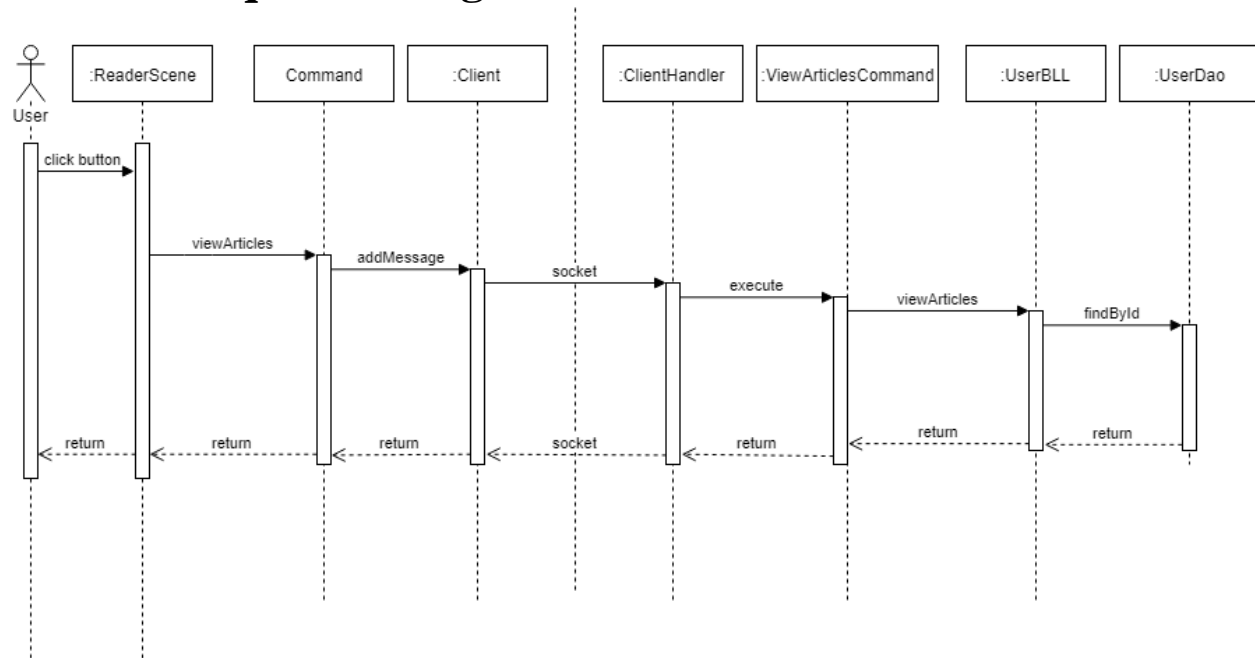 :ReaderScene
Command
:Client
:ClientHandler
:ViewArticlesCommand
:UserBLL
:UserDao
User
click button
viewArticles
addMessage
socket
execute
viewArticles
findById
return
return
return
socket
return
return
return